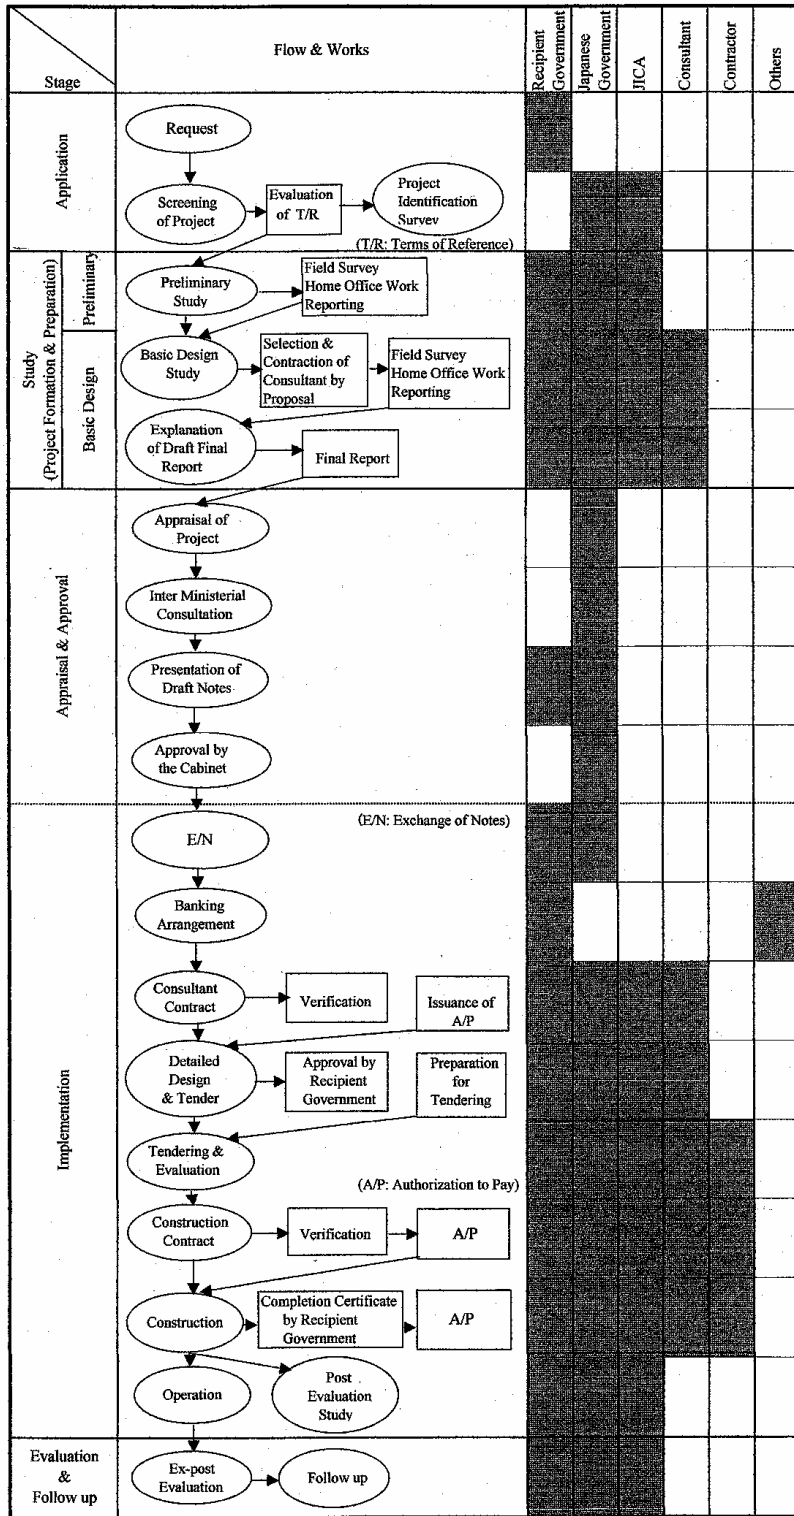 Stage
Flow & Works
Recipient
Government
Japanese
Government
JICA
Consultant
Contractor
Others
Application
Request
Screening
of Project
Evaluation
of T/R
Project
Identification
Survev
(T/R: Terms of Reference)
Study
(Project Formation & Preparation)
Preliminary
Preliminary
Study
Field Survey
Home Office Work
Reporting
Basic Design
Basic Design
Study
Selection &
Contraction of
Consultant by
Proposal
Field Survey
Home Office Work
Reporting
Explanation
of Draft Final
Report
Final Report
Appraisal & Approval
Appraisal of
Project
Inter Ministerial
Consultation
Presentation of
Draft Notes
Approval by
the Cabinet
Implementation
E/N
(E/N: Exchange of Notes)
Banking
Arrangement
Consultant
Contract
Verification
Issuance of
A/P
Detailed
Design
& Tender
Approval by
Recipient
Government
Preparation
for
Tendering
Tendering &
Evaluation
(A/P: Authorization to Pay)
Construction
Contract
Verification
A/P
Construction
Completion Certificate
by Recipient
Government
A/P
Operation
Post
Evaluation
Study
Evaluation
&
Follow up
Ex-post
Evaluation
Follow up